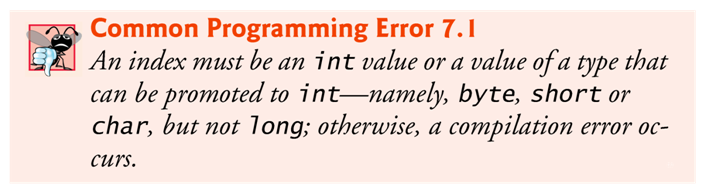 Common Programming Error 7.1
An index must be an int value or a value of a type that
can be promoted to int—namely, byte, short or
char, but not long; otherwise, a compilation error oc-
curs.